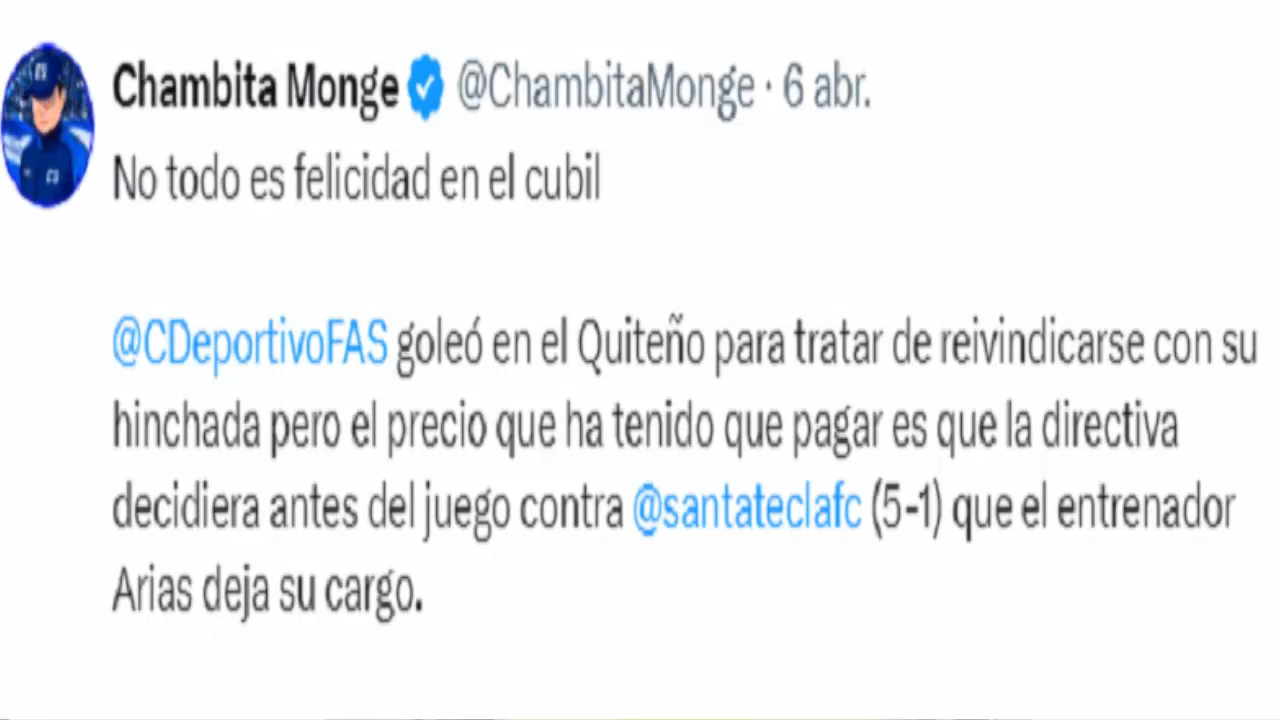 Chambita Monge @ChambitaMonge · 6 abr.
No todo es felicidad en el cubil
@CDeportivoFAS goleó en el Quiteño para tratar de reivindicarse con su
hinchada pero el precio que ha tenido que pagar es que la directiva
decidiera antes del juego contra @santateclafc (5-1) que el entrenador
Arias deja su cargo.